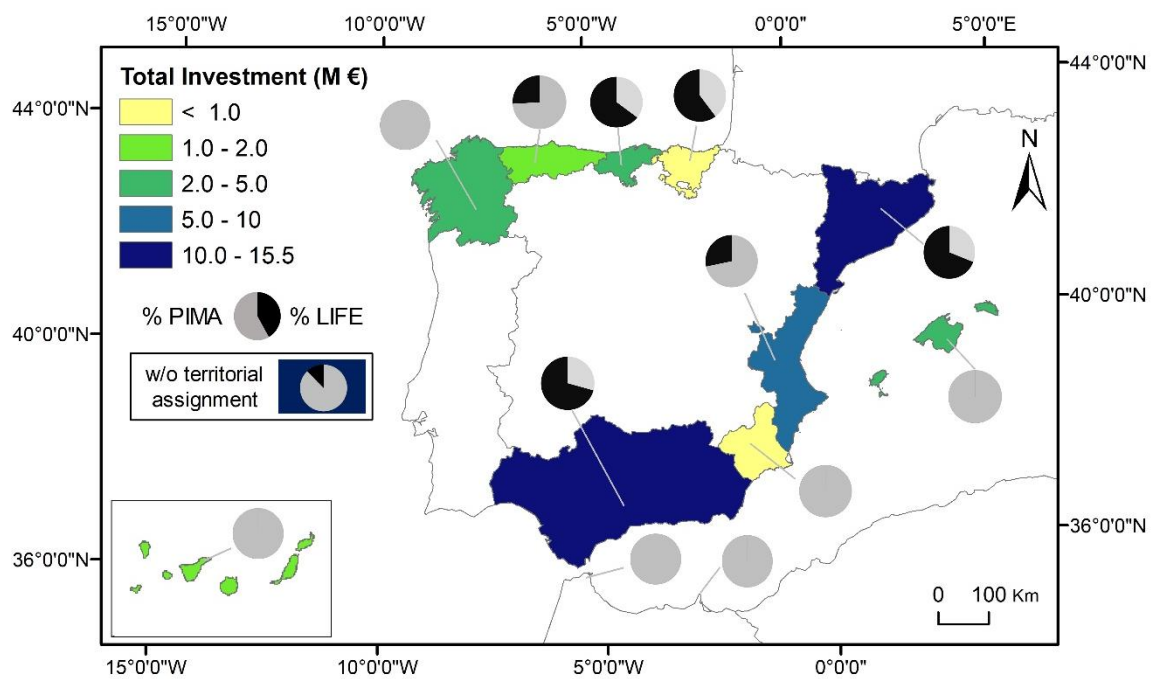 15°0'0"W 10°0'0"W 5°0'0"W 0°0'0" 5°0'0"E
Total Investment (M €)
< 1.0
1.0 - 2.0
2.0 - 5.0
5.0 - 10
10.0 - 15.5
% PIMA % LIFE
w/o territorial
assignment
44°0'0"N
40°0'0"N
36°0'0"N
N
44°0'0"N
40°0'0"N
36°0'0"N
0 100 Km
15°0'0"W 10°0'0"W 5°0'0"W 0°0'0"